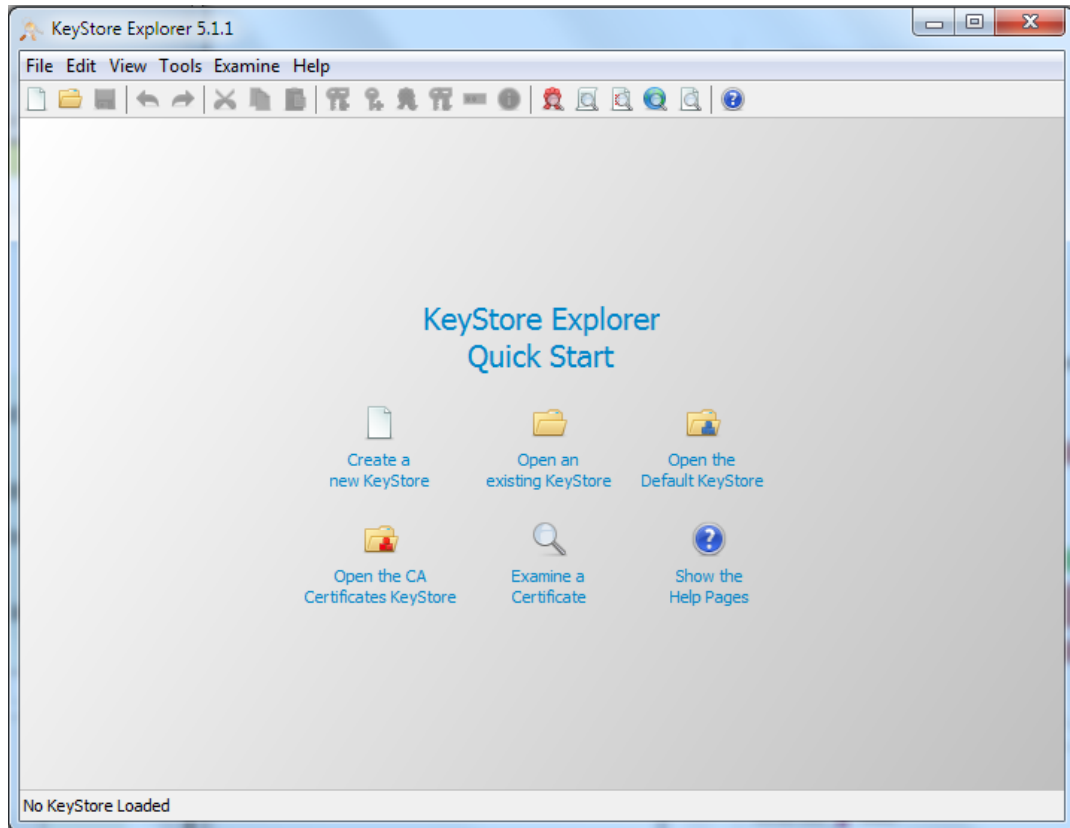 KeyStore Explorer 5.1.1
File Edit View Tools Examine Help
KeyStore Explorer
Quick Start
Create a
new KeyStore
Open an
existing KeyStore
Open the
Default KeyStore
Open the CA
Certificates KeyStore
Examine a
Certificate
Show the
Help Pages
No KeyStore Loaded